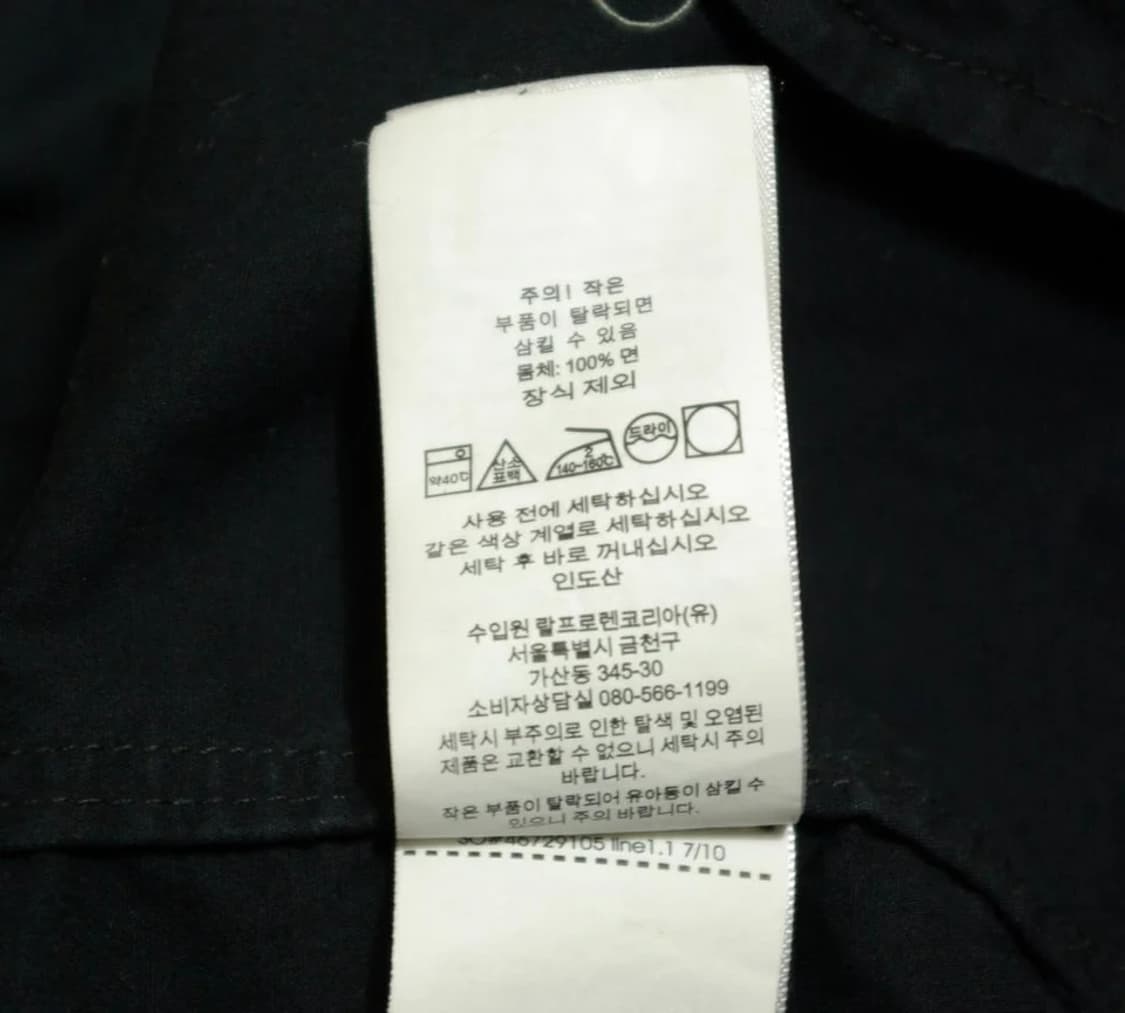 주의! 작은
부품이 탈락되면
삼킬 수 있음
몸체: 100% 면
장식 제외
약40℃
산소
표백
2
140~160℃
드라이
사용 전에 세탁하십시오
같은 색상 계열로 세탁하십시오
세탁 후 바로 꺼내십시오
인도산
수입원 랄프로렌코리아(유)
서울특별시 금천구
가산동 345-30
소비자상담실 080-566-1199
세탁시 부주의로 인한 탈색 및 오염된
제품은 교환할 수 없으니 세탁시 주의
바랍니다.
작은 부품이 탈락되어 유아등이 삼킬 수
있으니 주의 바랍니다.
SO#46729105 line1.1 7/10